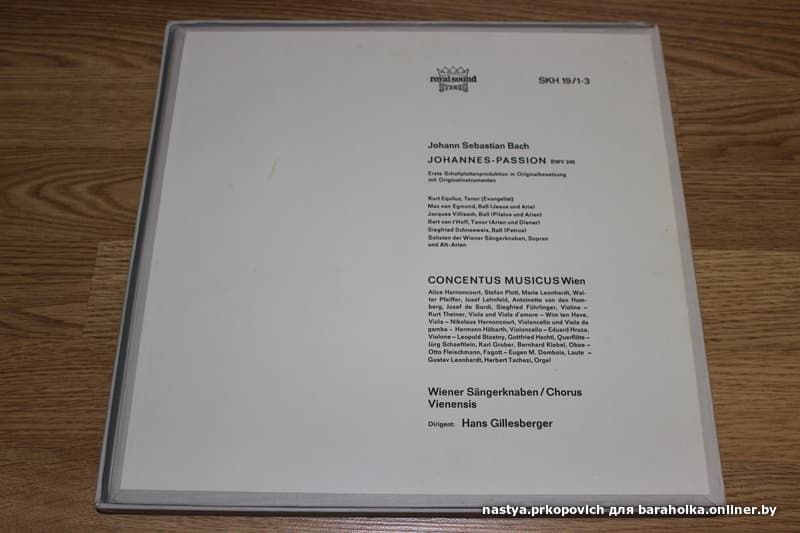 royal sound
STEREO
SKH 19/1-3
Johann Sebastian Bach
JOHANNES-PASSION BWV 245
Erste Schallplattenproduktion in Originalbesetzung
mit Originalinstrumenten
Kurt Equiluz, Tenor (Evangelist)
Max van Egmond, Baß (Jesus und Arie)
Jacques Villisech, Baß (Pilatus und Arien)
Bert van t'Hoff, Tenor (Arien und Diener)
Siegfried Schneeweis, Baß (Petrus)
Solisten der Wiener Sängerknaben, Sopran
und Alt-Arien
CONCENTUS MUSICUS Wien
Alice Harnoncourt, Stefan Plott, Marie Leonhardt, Wal-
ter Pfeiffer, Josef Lehnfeld, Antoinette van den Hom-
berg, Josef de Sordi, Siegfried Führlinger, Violine –
Kurt Theiner, Viola und Viola d'amore – Wim ten Have,
Viola – Nikolaus Harnoncourt, Violoncello und Viola da
gamba – Hermann Höbarth, Violoncello – Eduard Hruza,
Violone – Leopold Stastny, Gottfried Hechtl, Querflöte –
Jürg Schaeftlein, Karl Gruber, Bernhard Klebel, Oboe –
Otto Fleischmann, Fagott – Eugen M. Dombois, Laute –
Gustav Leonhardt, Herbert Tachezi, Orgel
Wiener Sängerknaben / Chorus
Vienensis
Dirigent: Hans Gillesberger
nastya.prkopovich для baraholka.onliner.by